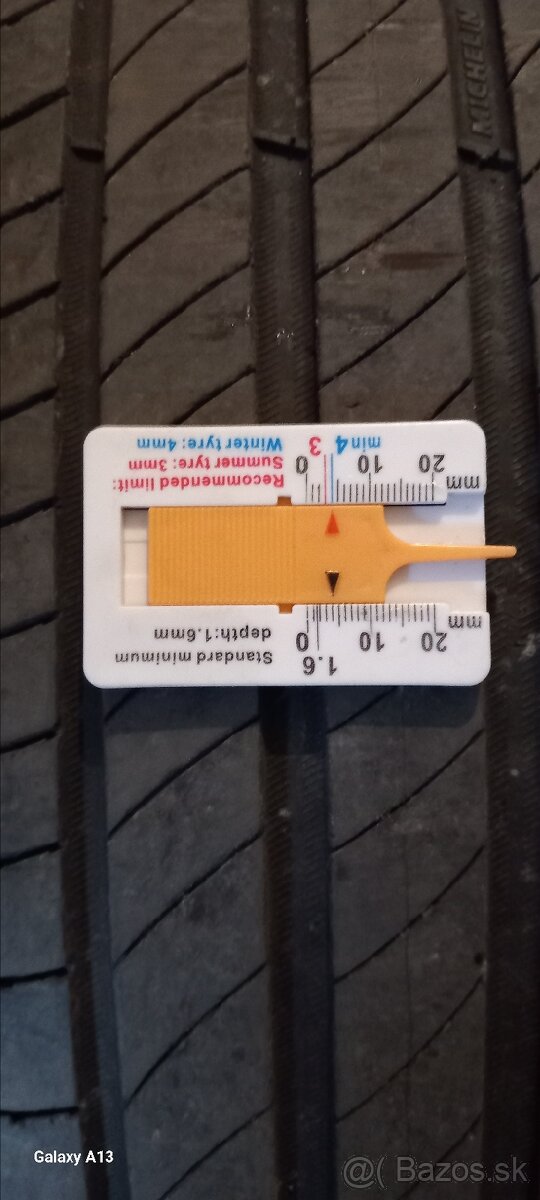 MICHELIN
mm
20 10 0
1.6
Standard minimum
depth:1.6mm
Recommended limit:
Summer tyre: 3mm
Winter tyre: 4mm
mm
20 10 0
min4 3
Galaxy A13
@( Bazos.sk